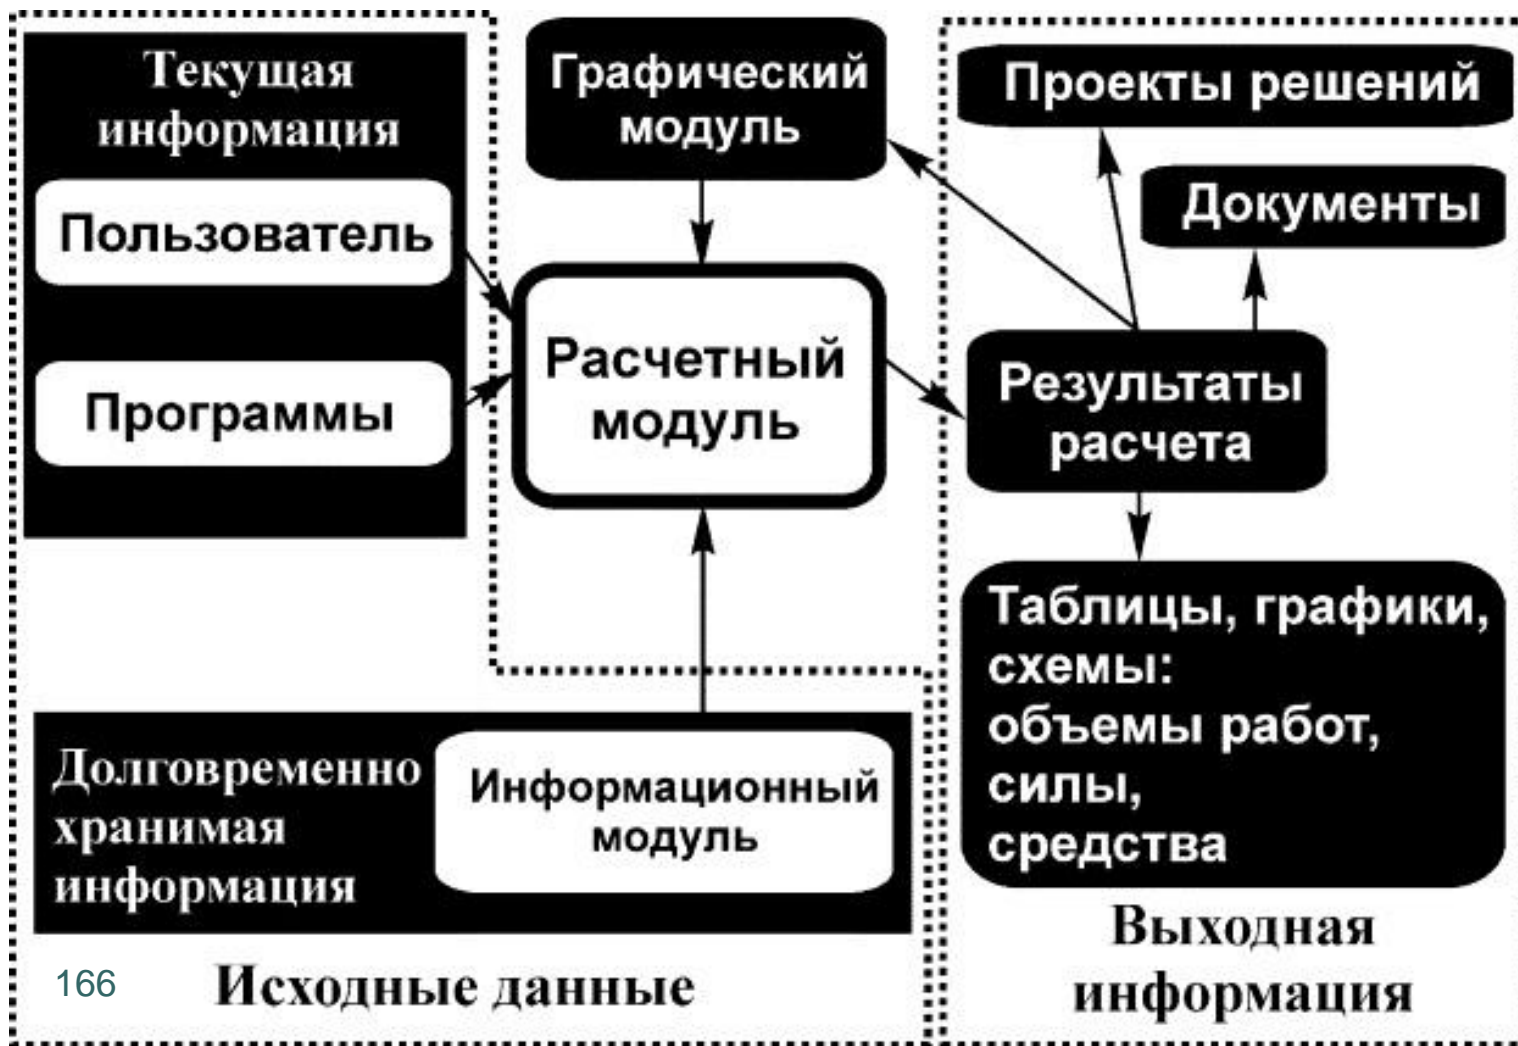 Текущая
информация
Пользователь
Программы
Графический
модуль
Расчетный
модуль
Долговременно
хранимая
информация
Информационный
модуль
166
Исходные данные
Проекты решений
Документы
Результаты
расчета
Таблицы, графики,
схемы:
объемы работ,
силы,
средства
Выходная
информация